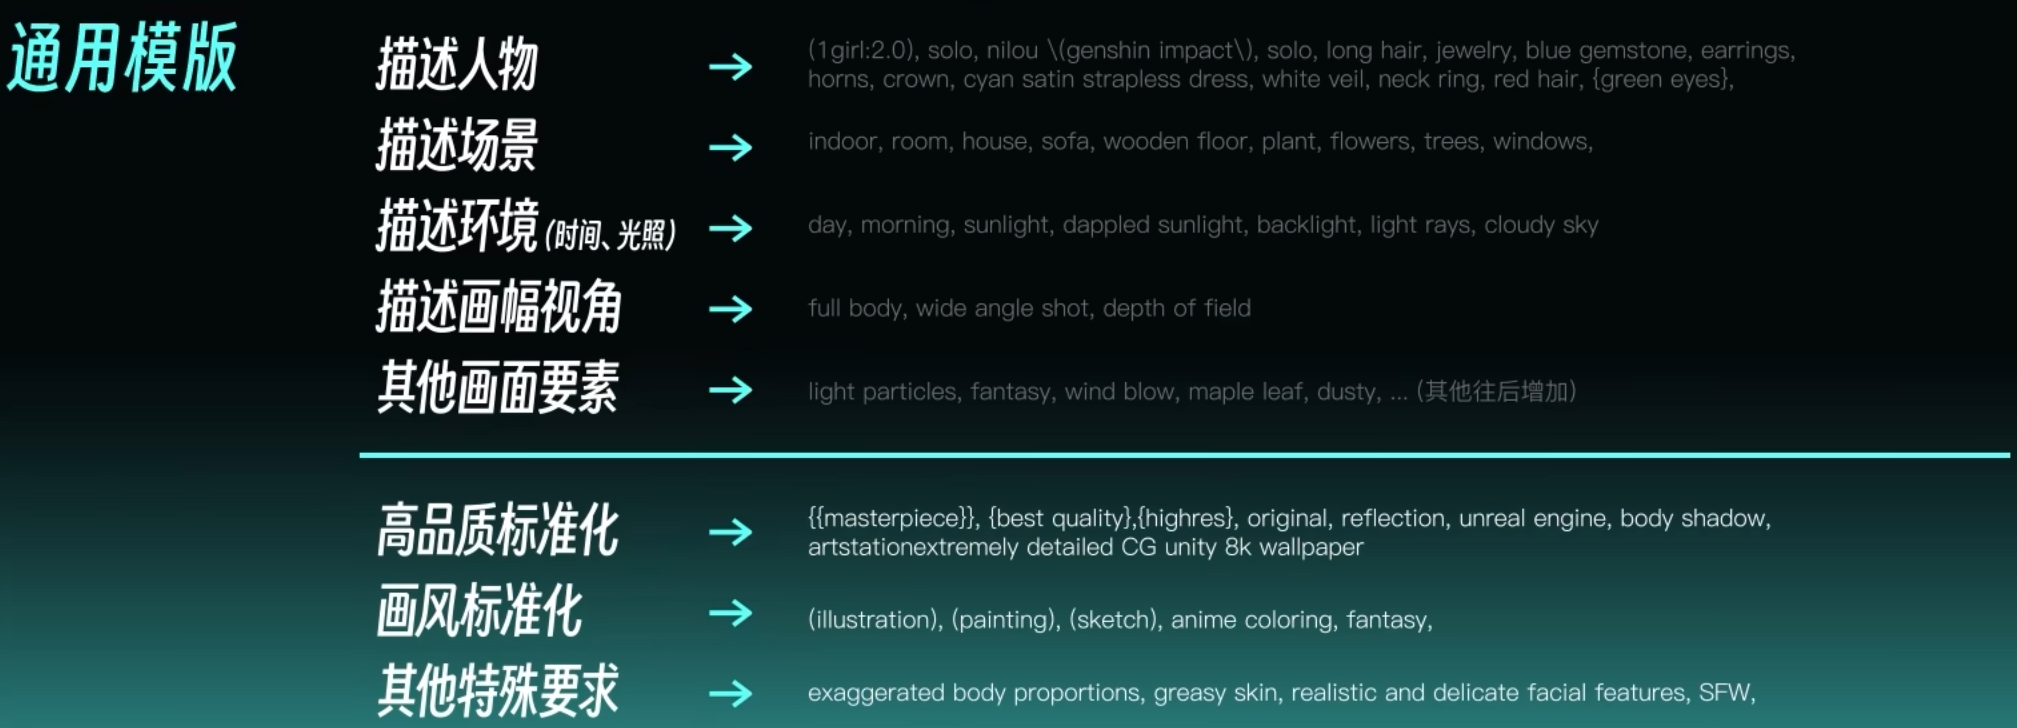 通用模版
描述人物 → (1girl:2.0), solo, nilou \(genshin impact\), solo, long hair, jewelry, blue gemstone, earrings,
horns, crown, cyan satin strapless dress, white veil, neck ring, red hair, {green eyes},
描述场景 → indoor, room, house, sofa, wooden floor, plant, flowers, trees, windows,
描述环境(时间、光照) → day, morning, sunlight, dappled sunlight, backlight, light rays, cloudy sky
描述画幅视角 → full body, wide angle shot, depth of field
其他画面要素 → light particles, fantasy, wind blow, maple leaf, dusty, ... (其他往后增加)
高品质标准化 → {{masterpiece}}, {best quality},{highres}, original, reflection, unreal engine, body shadow,
artstationextremely detailed CG unity 8k wallpaper
画风标准化 → (illustration), (painting), (sketch), anime coloring, fantasy,
其他特殊要求 → exaggerated body proportions, greasy skin, realistic and delicate facial features, SFW,